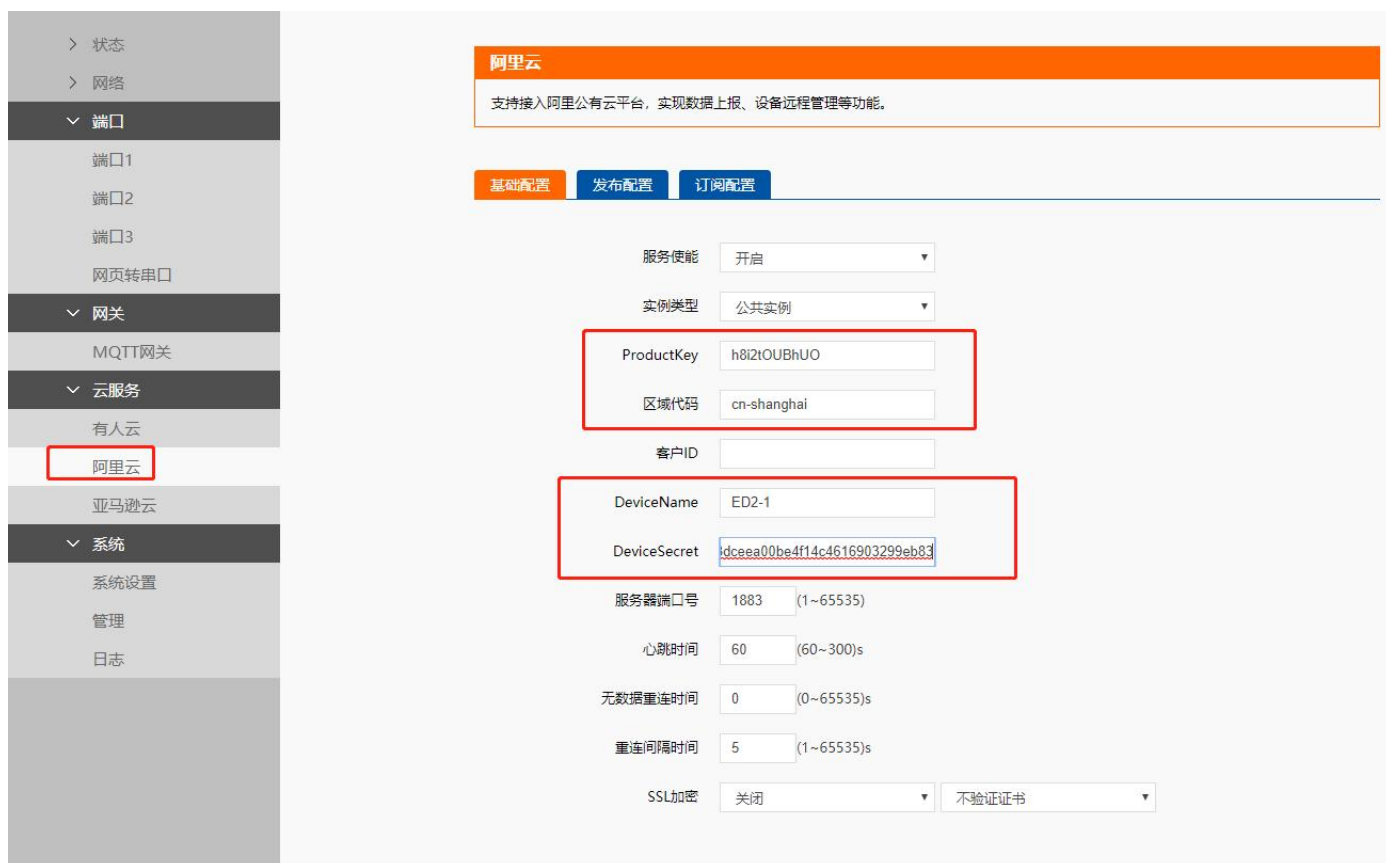 状态
网络
端口
端口1
端口2
端口3
网页转串口
网关
MQTT网关
云服务
有人云
阿里云
亚马逊云
系统
系统设置
管理
日志
阿里云
支持接入阿里公有云平台，实现数据上报、设备远程管理等功能。
基础配置 发布配置 订阅配置
服务使能 开启
实例类型 公共实例
ProductKey h8i2tOUBhUO
区域代码 cn-shanghai
客户ID
DeviceName ED2-1
DeviceSecret dceea00be4f14c4616903299eb83
服务器端口号 1883 (1~65535)
心跳时间 60 (60~300)s
无数据重连时间 0 (0~65535)s
重连间隔时间 5 (1~65535)s
SSL加密 关闭 不验证证书